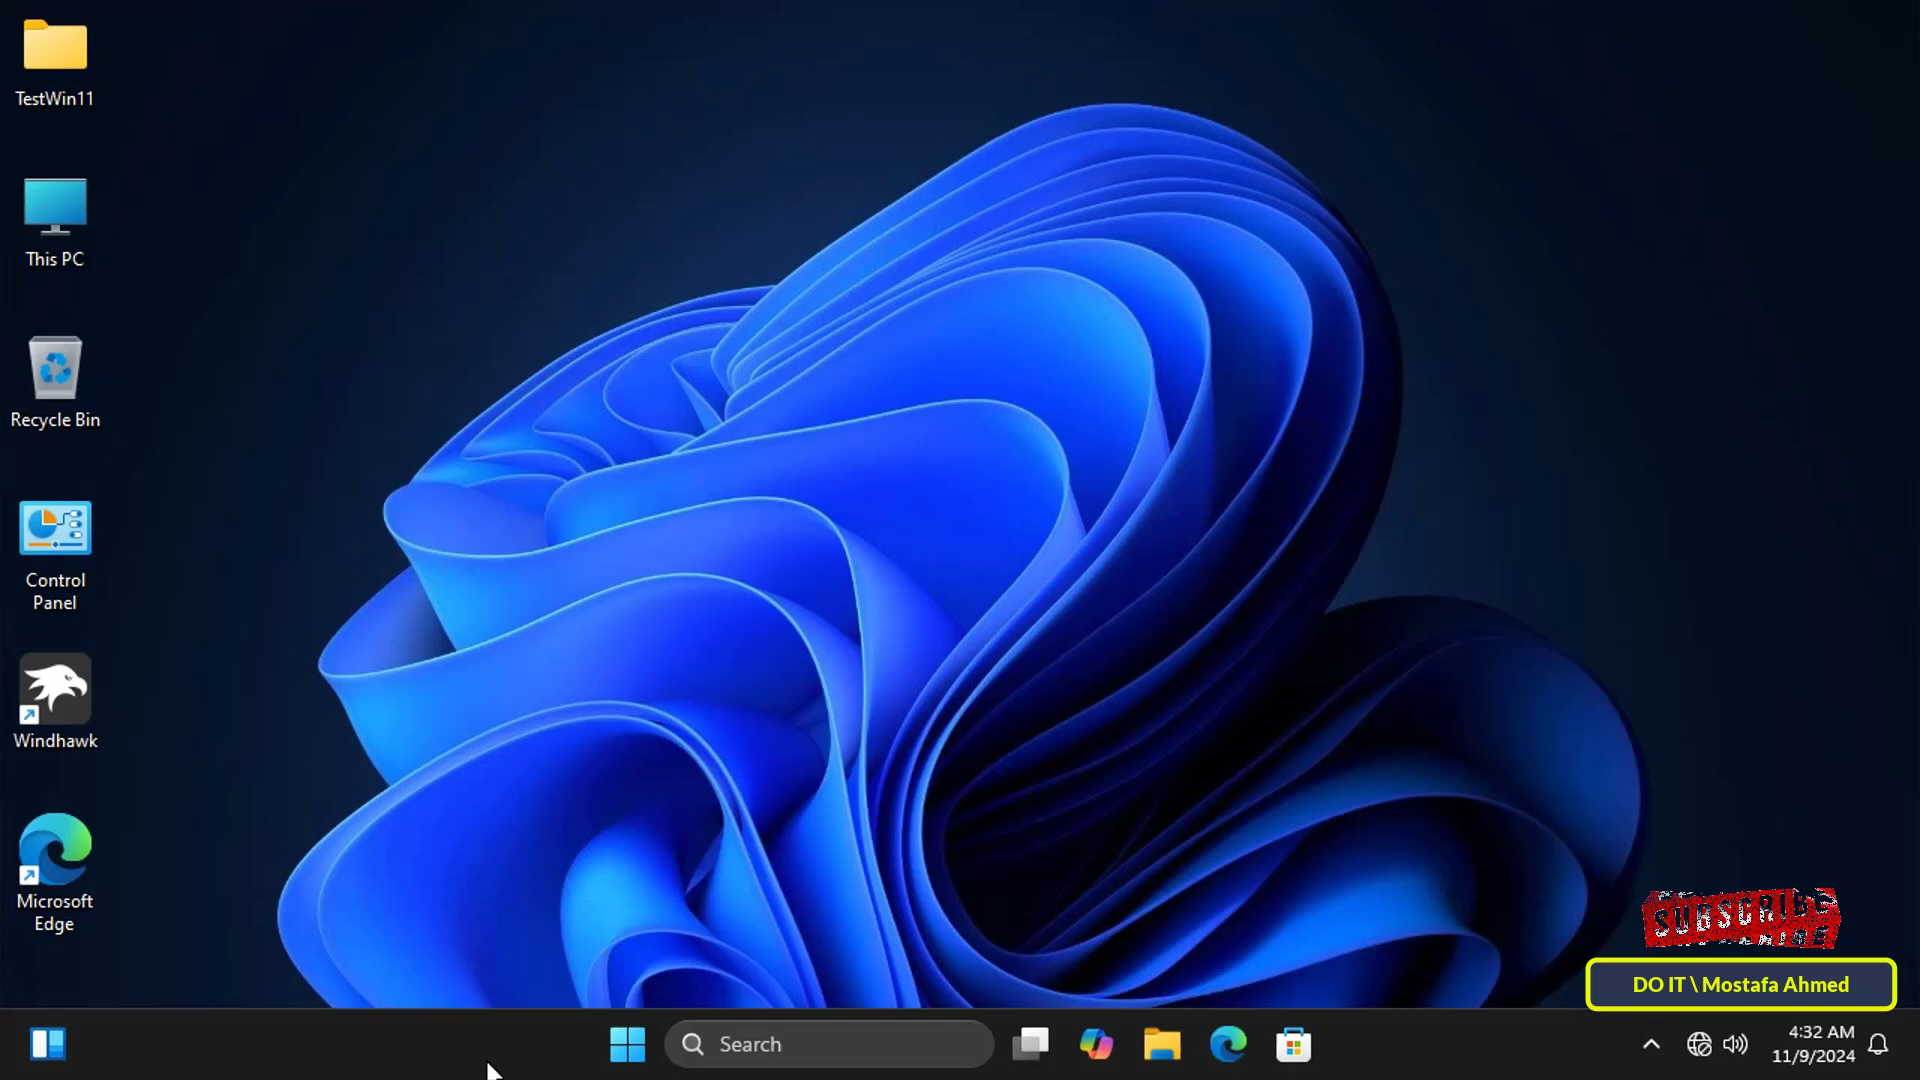 TestWin11
This PC
Recycle Bin
Control
Panel
Windhawk
Microsoft
Edge
SUBSCRIBE
DO IT \ Mostafa Ahmed
Search
4:32 AM
11/9/2024